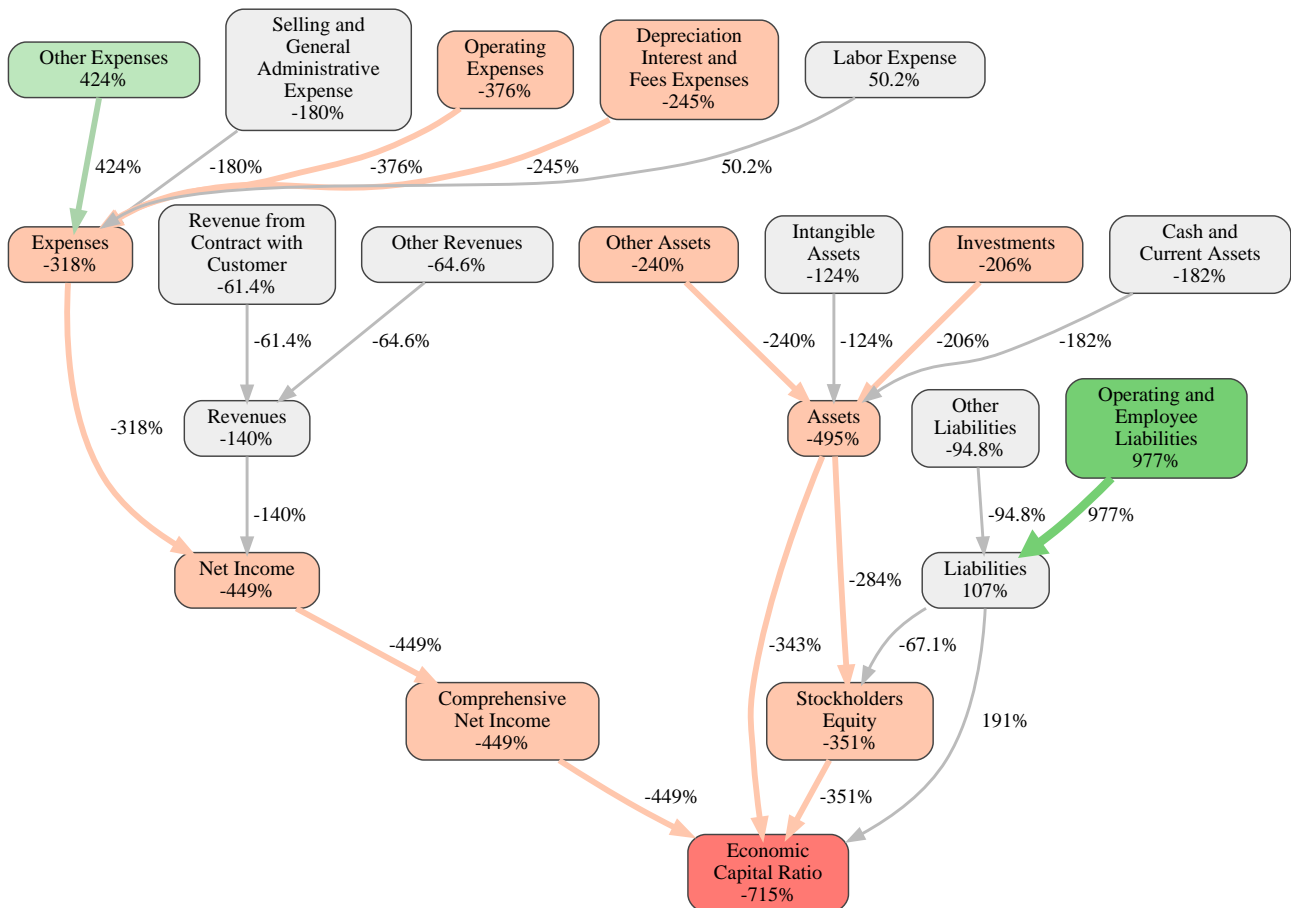 Other Expenses
424%
Selling and
General
Administrative
Expense
-180%
Operating
Expenses
-376%
Depreciation
Interest and
Fees Expenses
-245%
Labor Expense
50.2%
424%
-180%
-376%
-245%
50.2%
Expenses
-318%
Revenue from
Contract with
Customer
-61.4%
Other Revenues
-64.6%
Other Assets
-240%
Intangible
Assets
-124%
Investments
-206%
Cash and
Current Assets
-182%
-61.4%
-64.6%
-240%
-124%
-206%
-182%
-318%
Revenues
-140%
Assets
-495%
Other
Liabilities
-94.8%
Operating and
Employee
Liabilities
977%
-140%
-94.8%
977%
Net Income
-449%
-284%
Liabilities
107%
-449%
-343%
-67.1%
Comprehensive
Net Income
-449%
Stockholders
Equity
-351%
191%
-449%
-351%
Economic
Capital Ratio
-715%